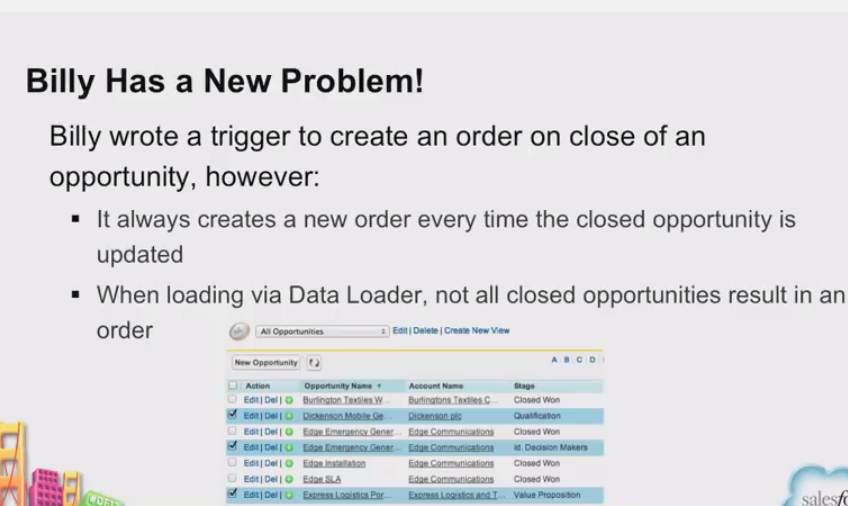 Billy Has a New Problem!
Billy wrote a trigger to create an order on close of an
opportunity, however:
▪ It always creates a new order every time the closed opportunity is
updated
▪ When loading via Data Loader, not all closed opportunities result in an
order
All Opportunities Edit | Delete | Create New View
New Opportunity A B C D
Action Opportunity Name Account Name Stage
Edit | Del | Burlington Textiles W... Burlingtons Textiles C... Closed Won
Edit | Del | Dickenson Mobile Ge... Dickenson plc Qualification
Edit | Del | Edge Emergency Gener... Edge Communications Closed Won
Edit | Del | Edge Emergency Gener... Edge Communications Id. Decision Makers
Edit | Del | Edge Installation Edge Communications Closed Won
Edit | Del | Edge SLA Edge Communications Closed Won
Edit | Del | Express Logistics Por... Express Logistics and T... Value Proposition
salesfo